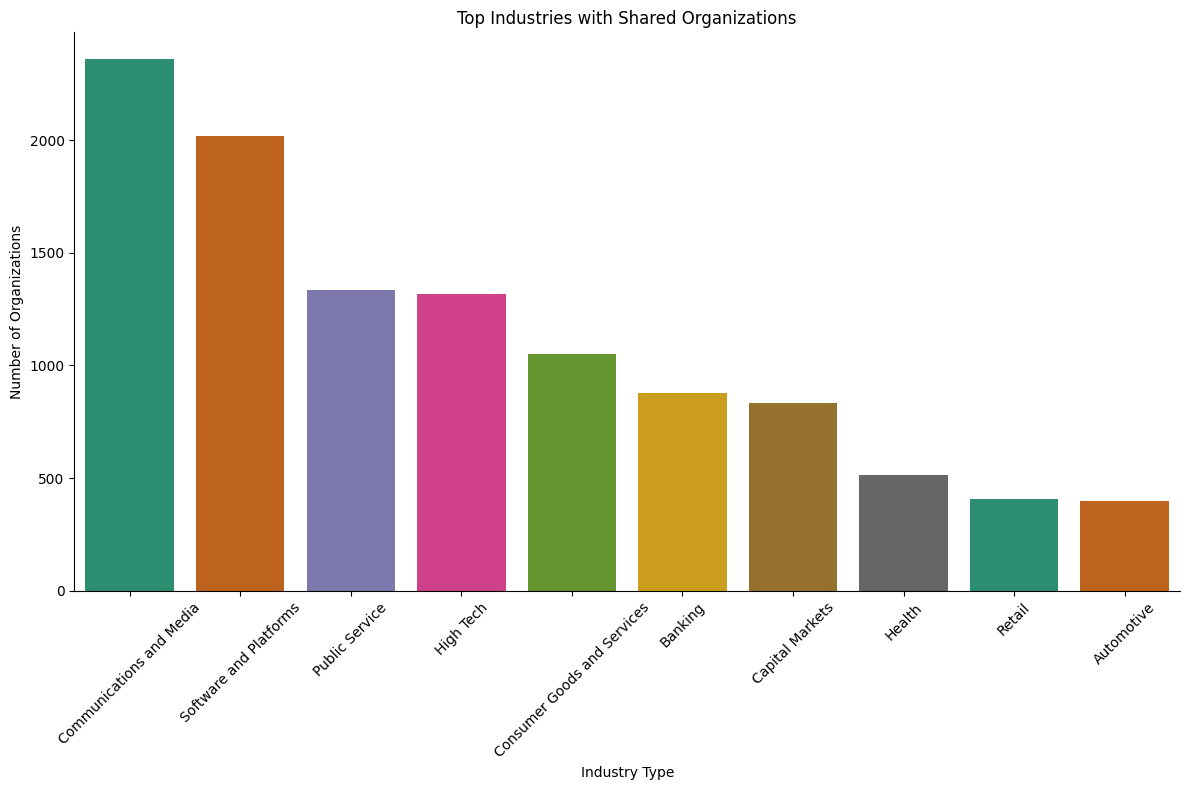 Top Industries with Shared Organizations
Number of Organizations
2000
1500
1000
500
0
Communications and Media
Software and Platforms
Public Service
High Tech
Consumer Goods and Services
Banking
Capital Markets
Health
Retail
Automotive
Industry Type